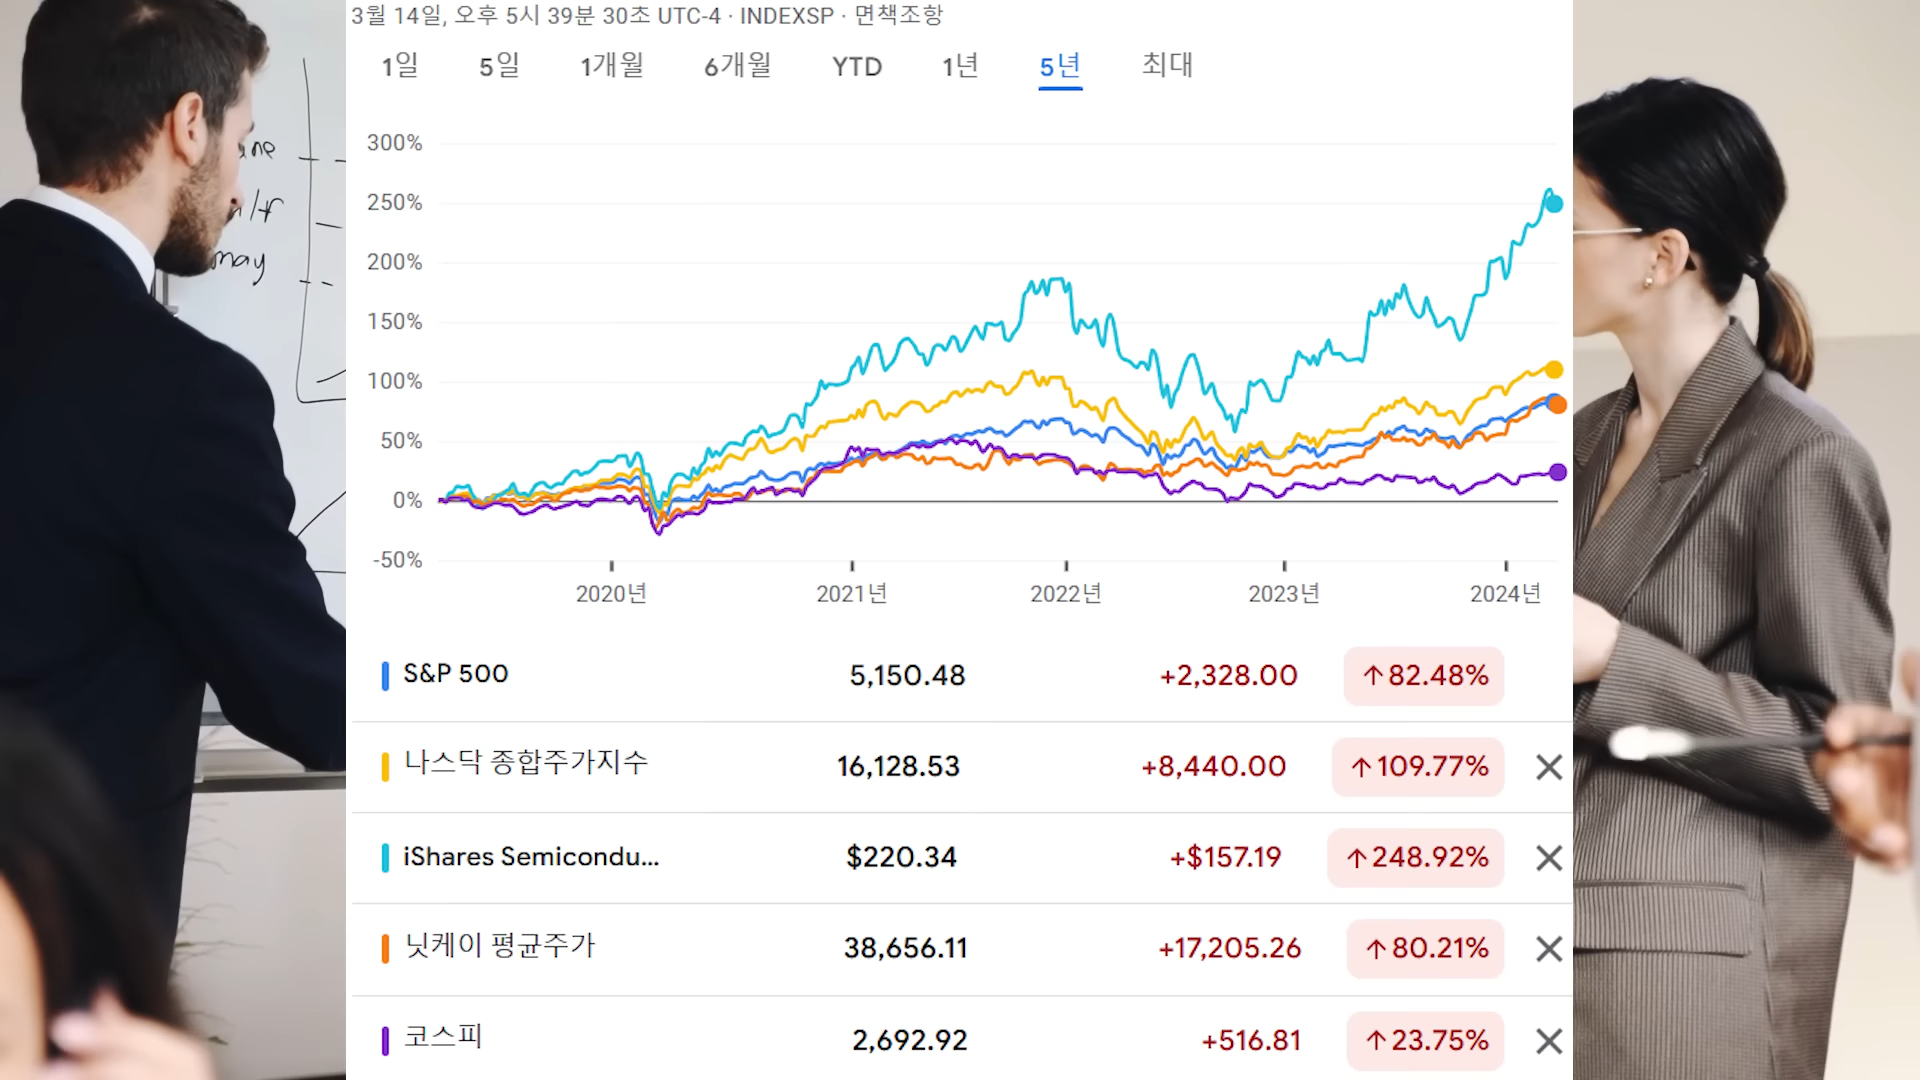 3월 14일, 오후 5시 39분 30초 UTC-4 · INDEXSP · 면책조항
1일 5일 1개월 6개월 YTD 1년 5년 최대
300%
250%
200%
150%
100%
50%
0%
-50%
2020년 2021년 2022년 2023년 2024년
S&P 500 5,150.48 +2,328.00 ↑82.48%
나스닥 종합주가지수 16,128.53 +8,440.00 ↑109.77%
iShares Semicondu... $220.34 +$157.19 ↑248.92%
닛케이 평균주가 38,656.11 +17,205.26 ↑80.21%
코스피 2,692.92 +516.81 ↑23.75%
may